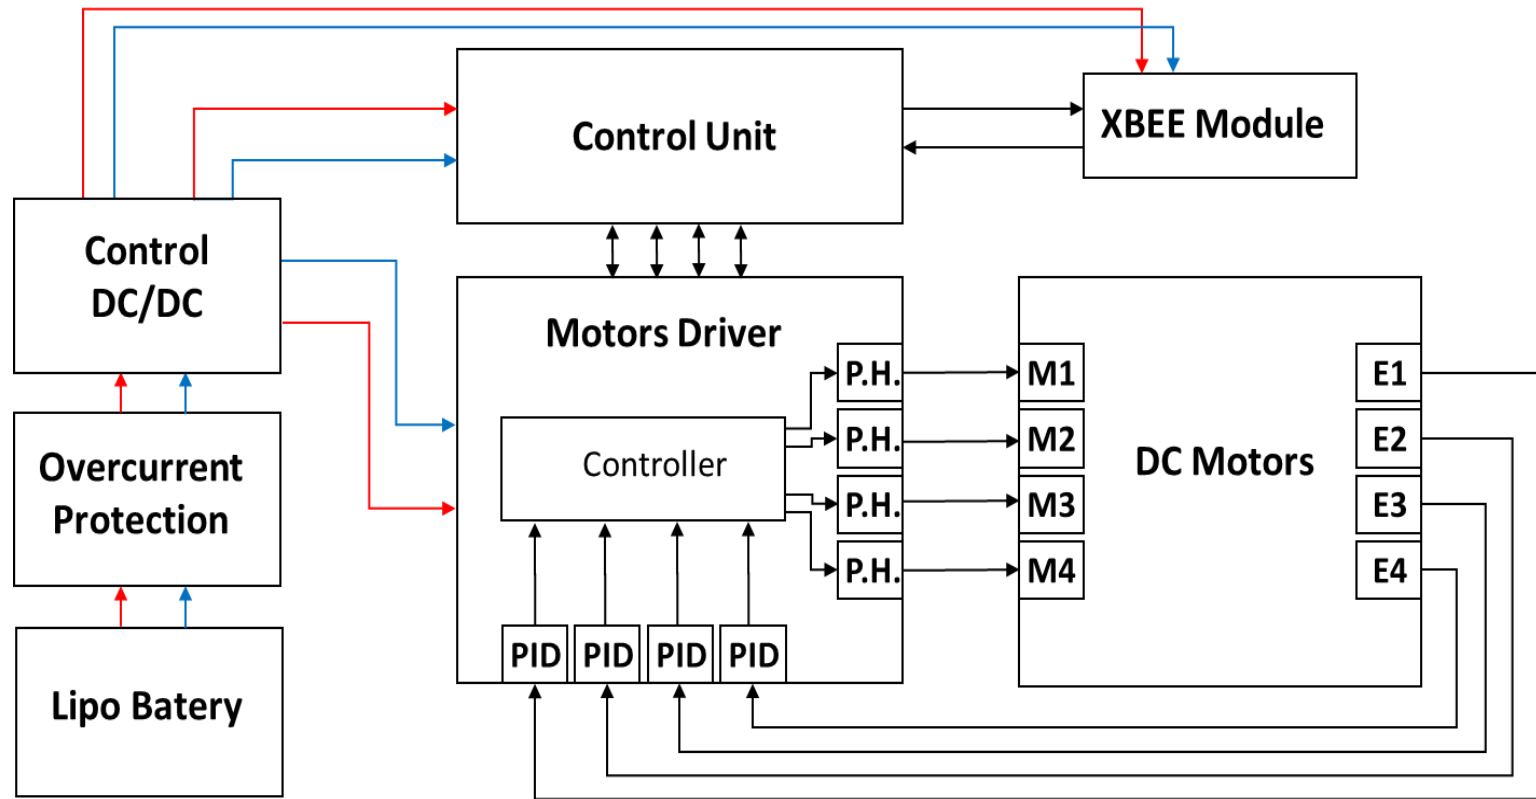 Control Unit
XBEE Module
Control
DC/DC
Motors Driver
P.H.
M1
E1
P.H.
M2
E2
Controller
DC Motors
Overcurrent
Protection
P.H.
M3
E3
P.H.
M4
E4
PID
PID
PID
PID
Lipo Batery